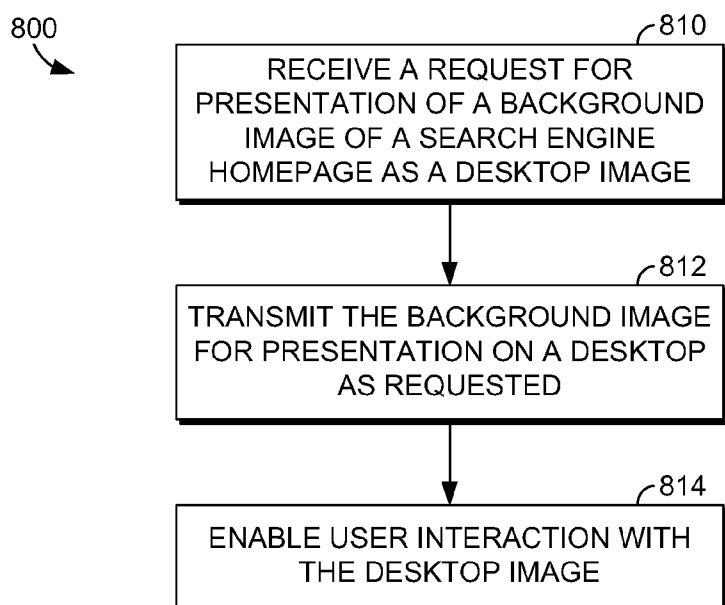 800
810
RECEIVE A REQUEST FOR
PRESENTATION OF A BACKGROUND
IMAGE OF A SEARCH ENGINE
HOMEPAGE AS A DESKTOP IMAGE
812
TRANSMIT THE BACKGROUND IMAGE
FOR PRESENTATION ON A DESKTOP
AS REQUESTED
814
ENABLE USER INTERACTION WITH
THE DESKTOP IMAGE